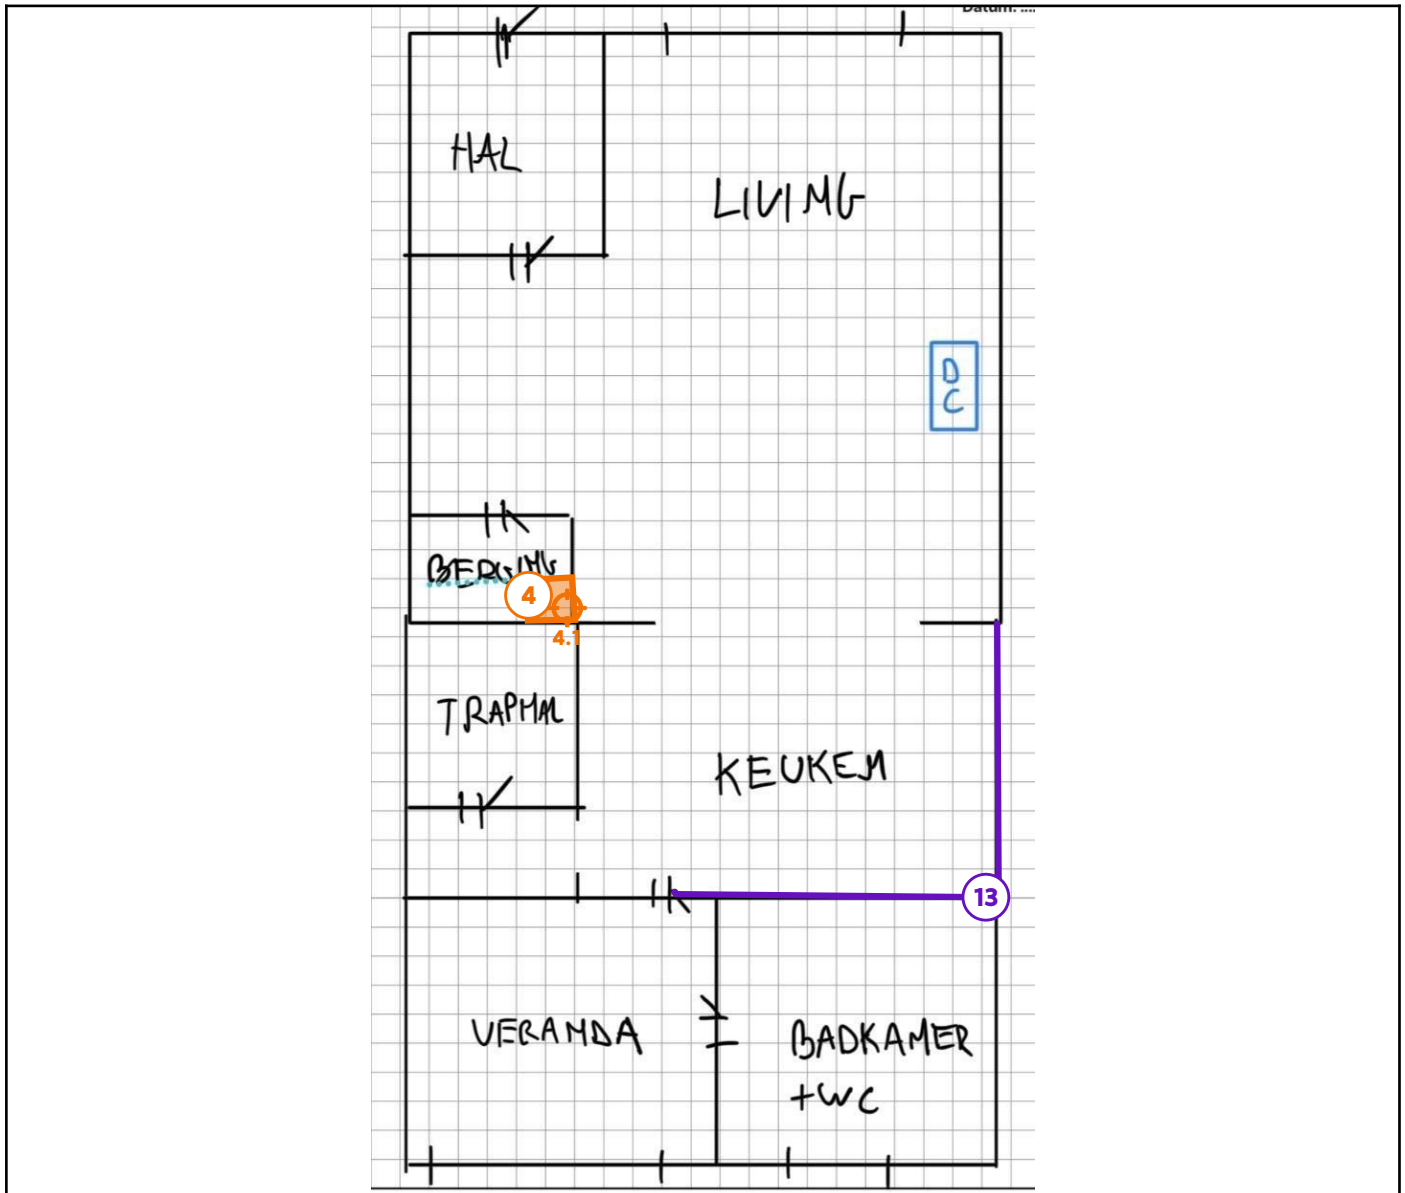 Datum: ....
HAL
LIVING
D
C
BERGING
4
4.1
TRAPHAL
KEUKEN
13
VERANDA
BADKAMER
+WC